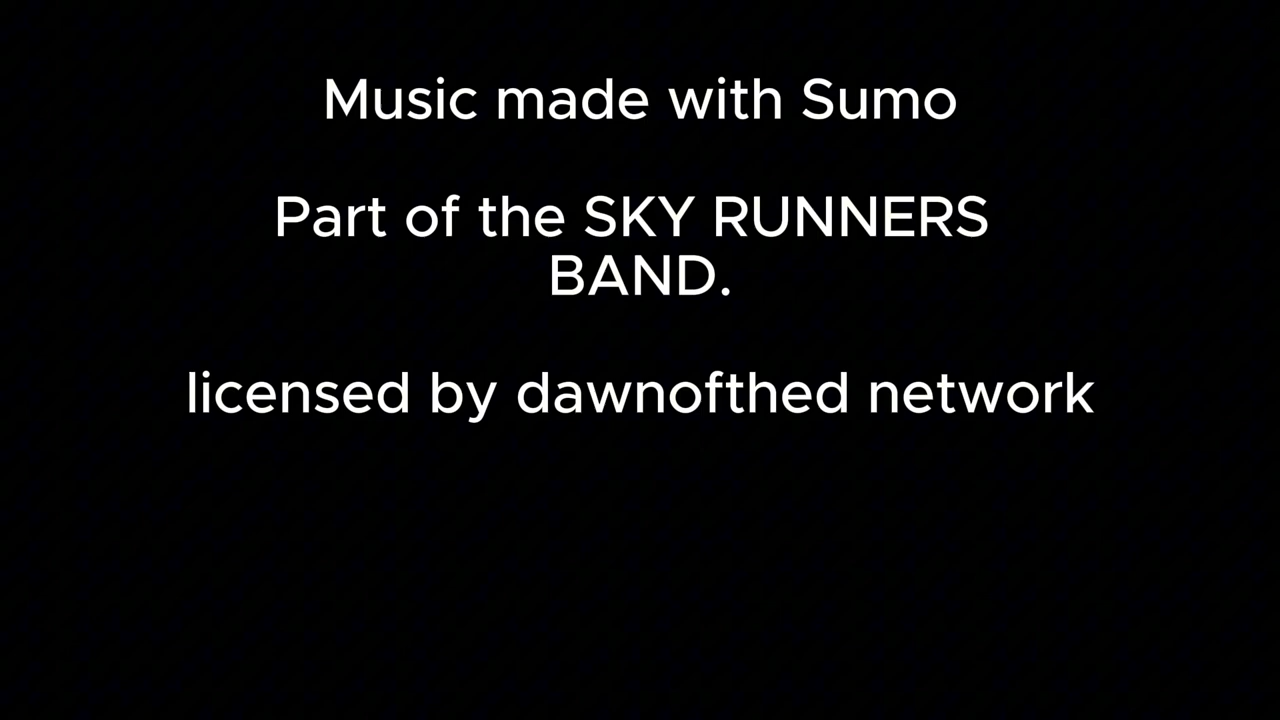 Music made with Sumo
Part of the SKY RUNNERS
BAND.
licensed by dawnofthed network